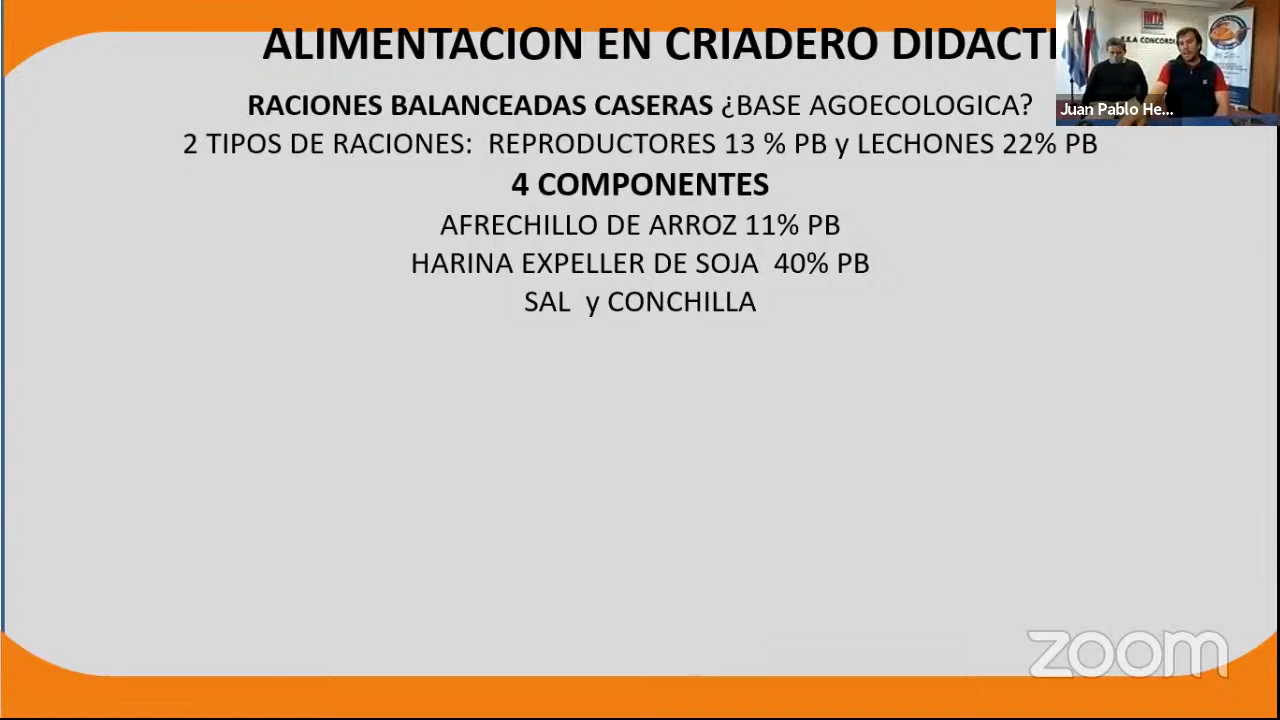 ALIMENTACION EN CRIADERO DIDACTI
RACIONES BALANCEADAS CASERAS ¿BASE AGOECOLOGICA?
2 TIPOS DE RACIONES: REPRODUCTORES 13 % PB y LECHONES 22% PB
4 COMPONENTES
AFRECHILLO DE ARROZ 11% PB
HARINA EXPELLER DE SOJA 40% PB
SAL y CONCHILLA
INTA
E.E.A CONCORDI
Juan Pablo He...
zoom